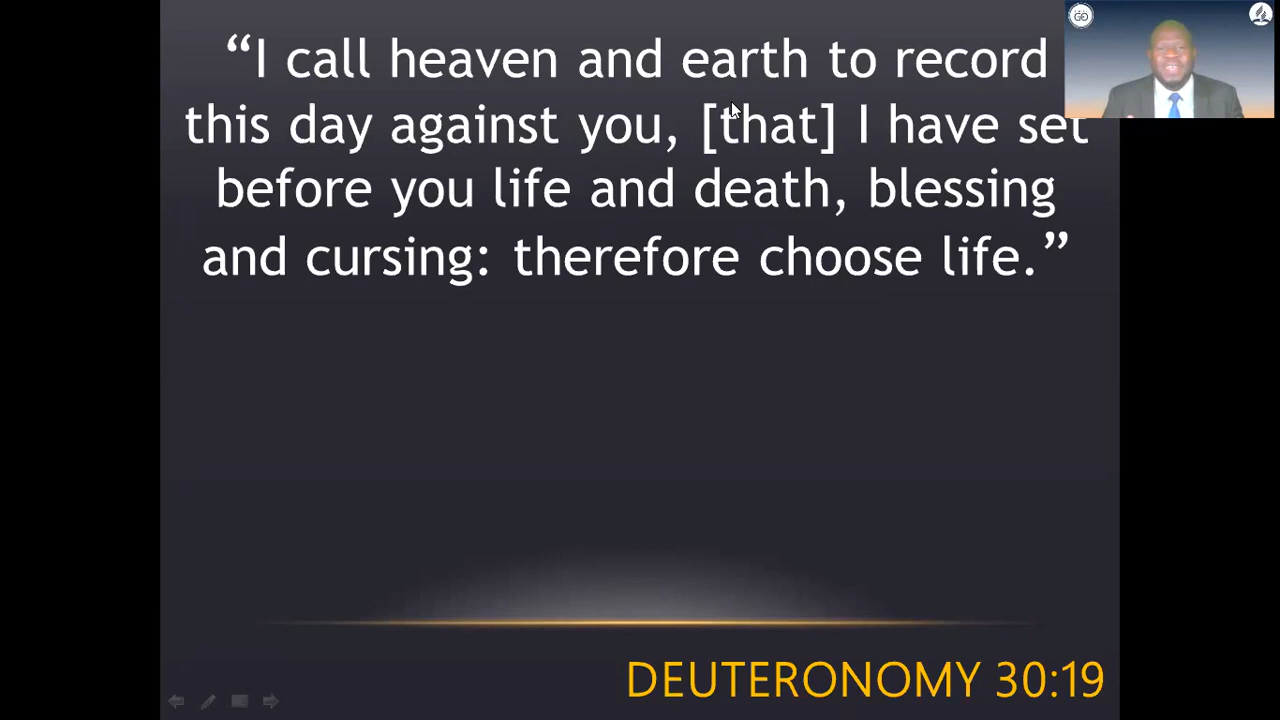 “I call heaven and earth to record
this day against you, [that] I have set
before you life and death, blessing
and cursing: therefore choose life.”
DEUTERONOMY 30:19